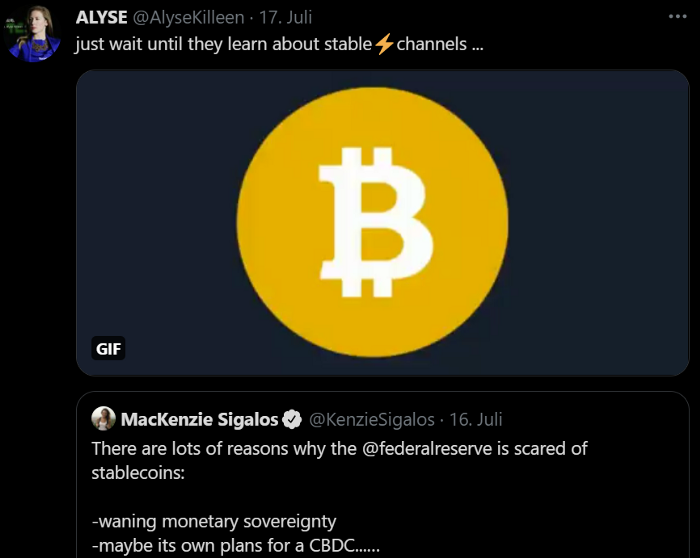 ALYSE @AlyseKilleen · 17. Juli
just wait until they learn about stable⚡channels ...
GIF
MacKenzie Sigalos @KenzieSigalos · 16. Juli
There are lots of reasons why the @federalreserve is scared of
stablecoins:
-waning monetary sovereignty
-maybe its own plans for a CBDC......